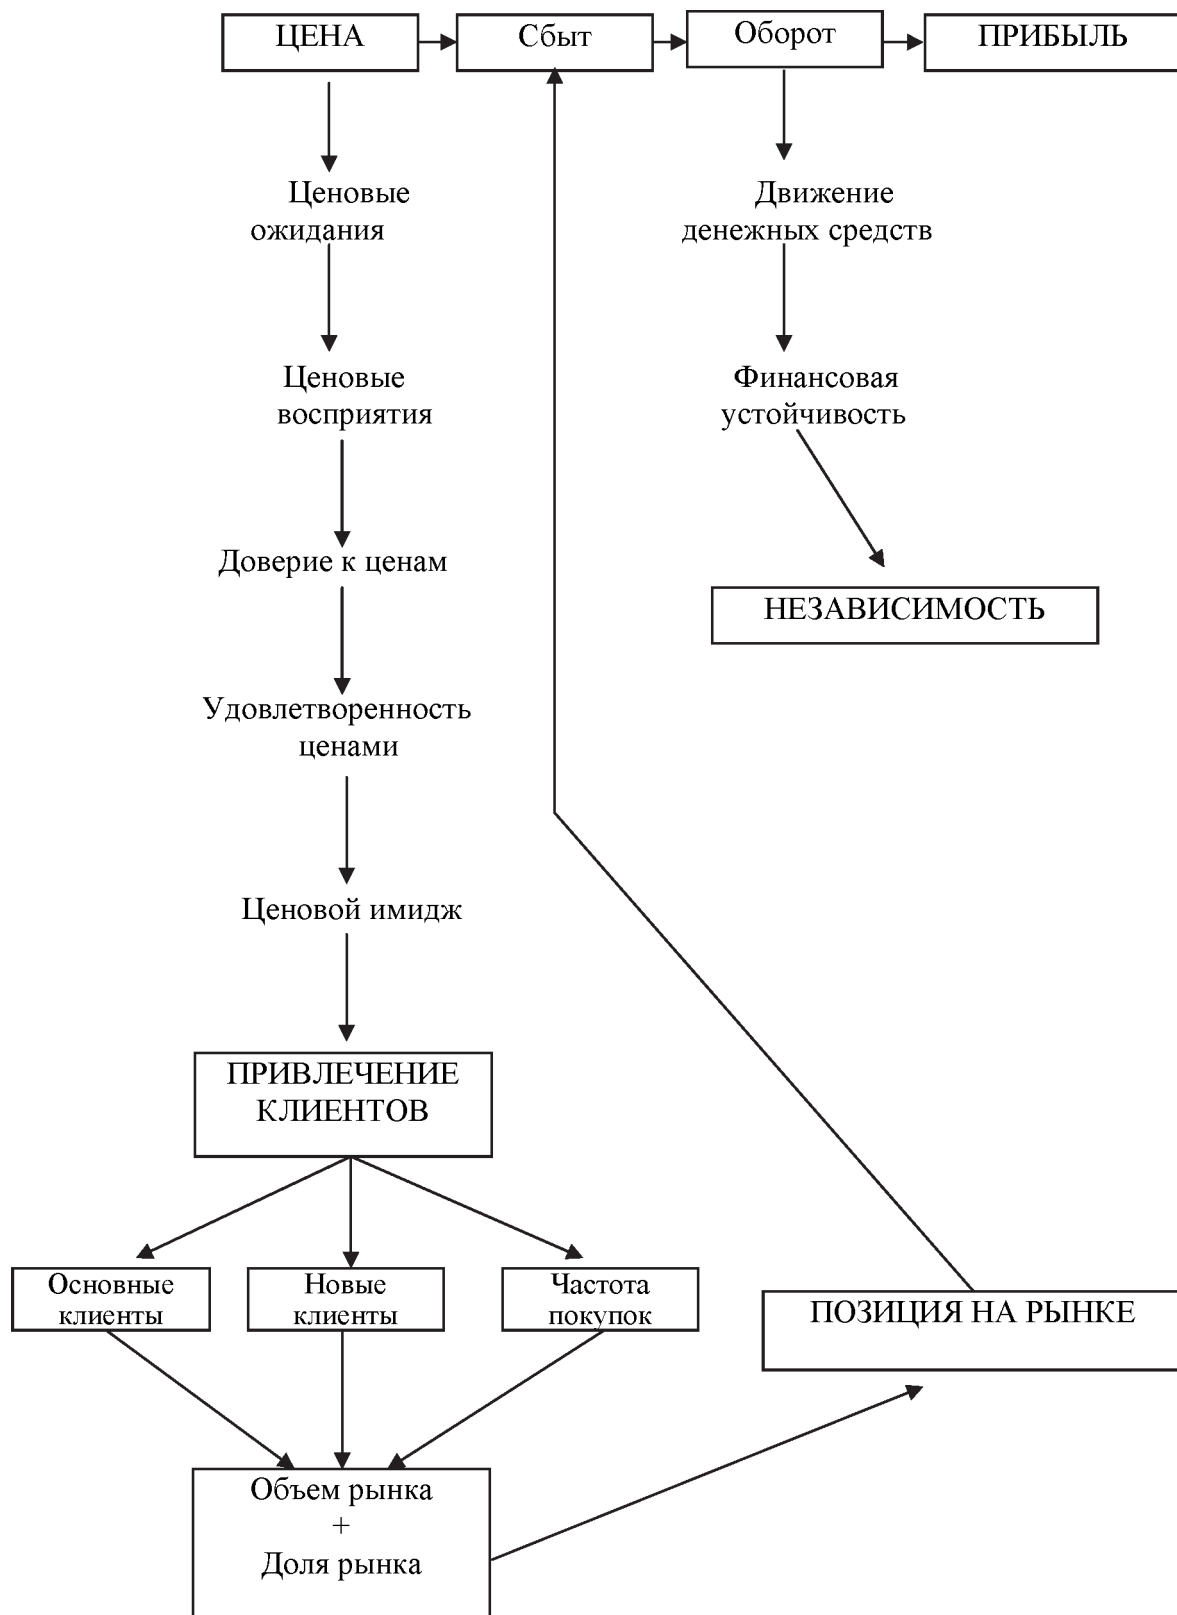 ЦЕНА
Сбыт
Оборот
ПРИБЫЛЬ
Ценовые
ожидания
Движение
денежных средств
Ценовые
восприятия
Финансовая
устойчивость
Доверие к ценам
НЕЗАВИСИМОСТЬ
Удовлетворенность
ценами
Ценовой имидж
ПРИВЛЕЧЕНИЕ
КЛИЕНТОВ
Основные
клиенты
Новые
клиенты
Частота
покупок
ПОЗИЦИЯ НА РЫНКЕ
Объем рынка
+
Доля рынка